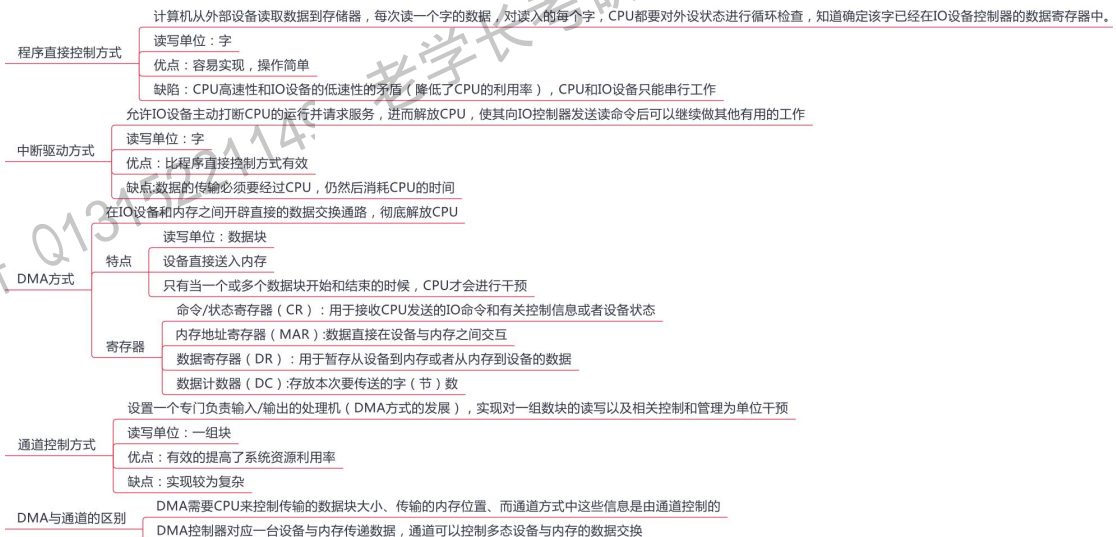 计算机从外部设备读取数据到存储器，每次读一个字的数据，对读入的每个字，CPU都要对外设状态进行循环检查，知道确定该字已经在IO设备控制器的数据寄存器中。
程序直接控制方式
读写单位：字
优点：容易实现，操作简单
缺陷：CPU高速性和IO设备的低速性的矛盾（降低了CPU的利用率），CPU和IO设备只能串行工作
允许IO设备主动打断CPU的运行并请求服务，进而解放CPU，使其向IO控制器发送读命令后可以继续做其他有用的工作
中断驱动方式
读写单位：字
优点：比程序直接控制方式有效
缺点:数据的传输必须要经过CPU，仍然后消耗CPU的时间
在IO设备和内存之间开辟直接的数据交换通路，彻底解放CPU
DMA方式
特点
读写单位：数据块
设备直接送入内存
只有当一个或多个数据块开始和结束的时候，CPU才会进行干预
寄存器
命令/状态寄存器（CR）：用于接收CPU发送的IO命令和有关控制信息或者设备状态
内存地址寄存器（MAR）:数据直接在设备与内存之间交互
数据寄存器（DR）：用于暂存从设备到内存或者从内存到设备的数据
数据计数器（DC）:存放本次要传送的字（节）数
设置一个专门负责输入/输出的处理机（DMA方式的发展），实现对一组数块的读写以及相关控制和管理为单位干预
通道控制方式
读写单位：一组块
优点：有效的提高了系统资源利用率
缺点：实现较为复杂
DMA与通道的区别
DMA需要CPU来控制传输的数据块大小、传输的内存位置、而通道方式中这些信息是由通道控制的
DMA控制器对应一台设备与内存传递数据，通道可以控制多态设备与内存的数据交换
老学长考研